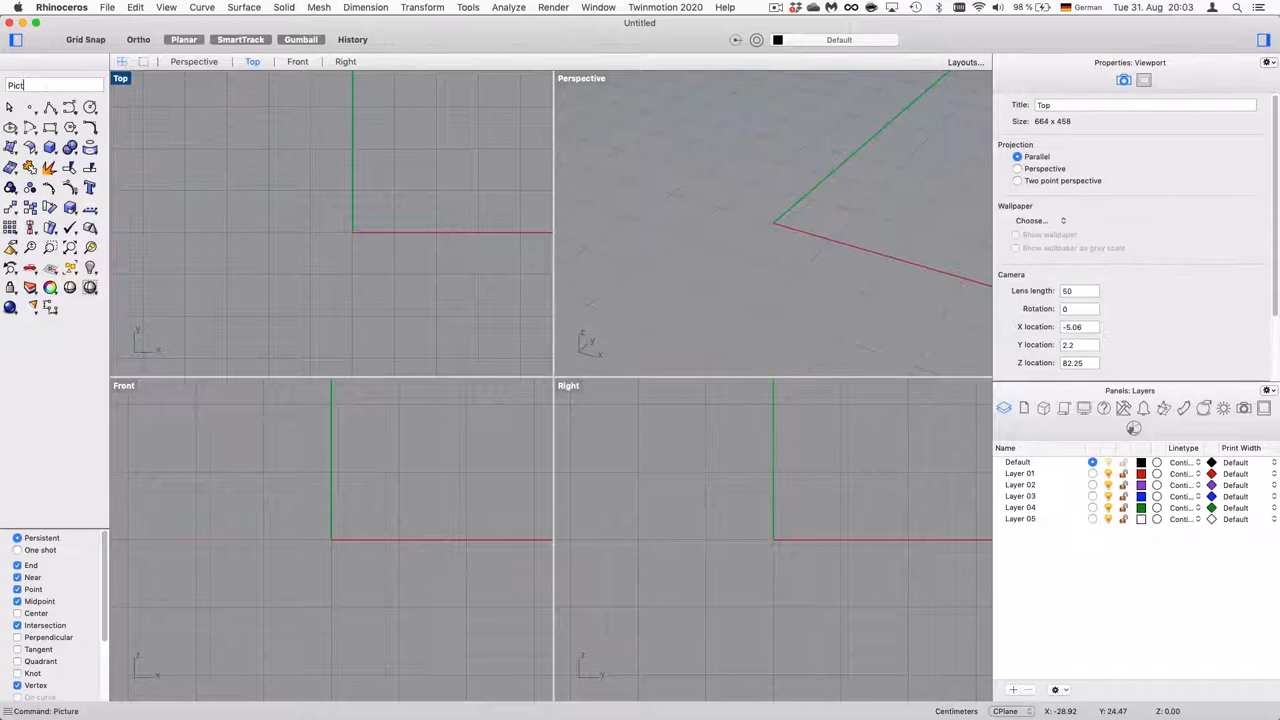 Rhinoceros File Edit View Curve Surface Solid Mesh Dimension Transform Tools Analyze Render Window Twinmotion 2020 Help 98 % German Tue 31. Aug 20:03
Untitled
Grid Snap Ortho Planar SmartTrack Gumball History Default
Perspective Top Front Right Layouts... Properties: Viewport
Pict
Top
Perspective
Title: Top
Size: 664 x 458
Projection
Parallel
Perspective
Two point perspective
Wallpaper
Choose...
Show wallpaper
Show wallpaper as gray scale
Camera
Lens length: 50
Rotation: 0
X location: -5.06
Y location: 2.2
Z location: 82.25
y
x
z
y
x
Front
Right
Panels: Layers
Name Linetype Print Width
Default Conti... Default
Layer 01 Conti... Default
Layer 02 Conti... Default
Layer 03 Conti... Default
Layer 04 Conti... Default
Layer 05 Conti... Default
Persistent
One shot
End
Near
Point
Midpoint
Center
Intersection
Perpendicular
Tangent
Quadrant
Knot
Vertex
On curve
z
x
z
y
Command: Picture Centimeters CPlane X: -28.92 Y: 24.47 Z: 0.00